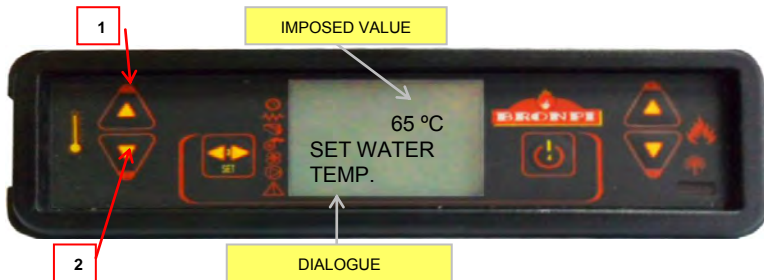 1
IMPOSED VALUE
65 ºC
SET WATER
TEMP.
BRONPI
SET
2
DIALOGUE